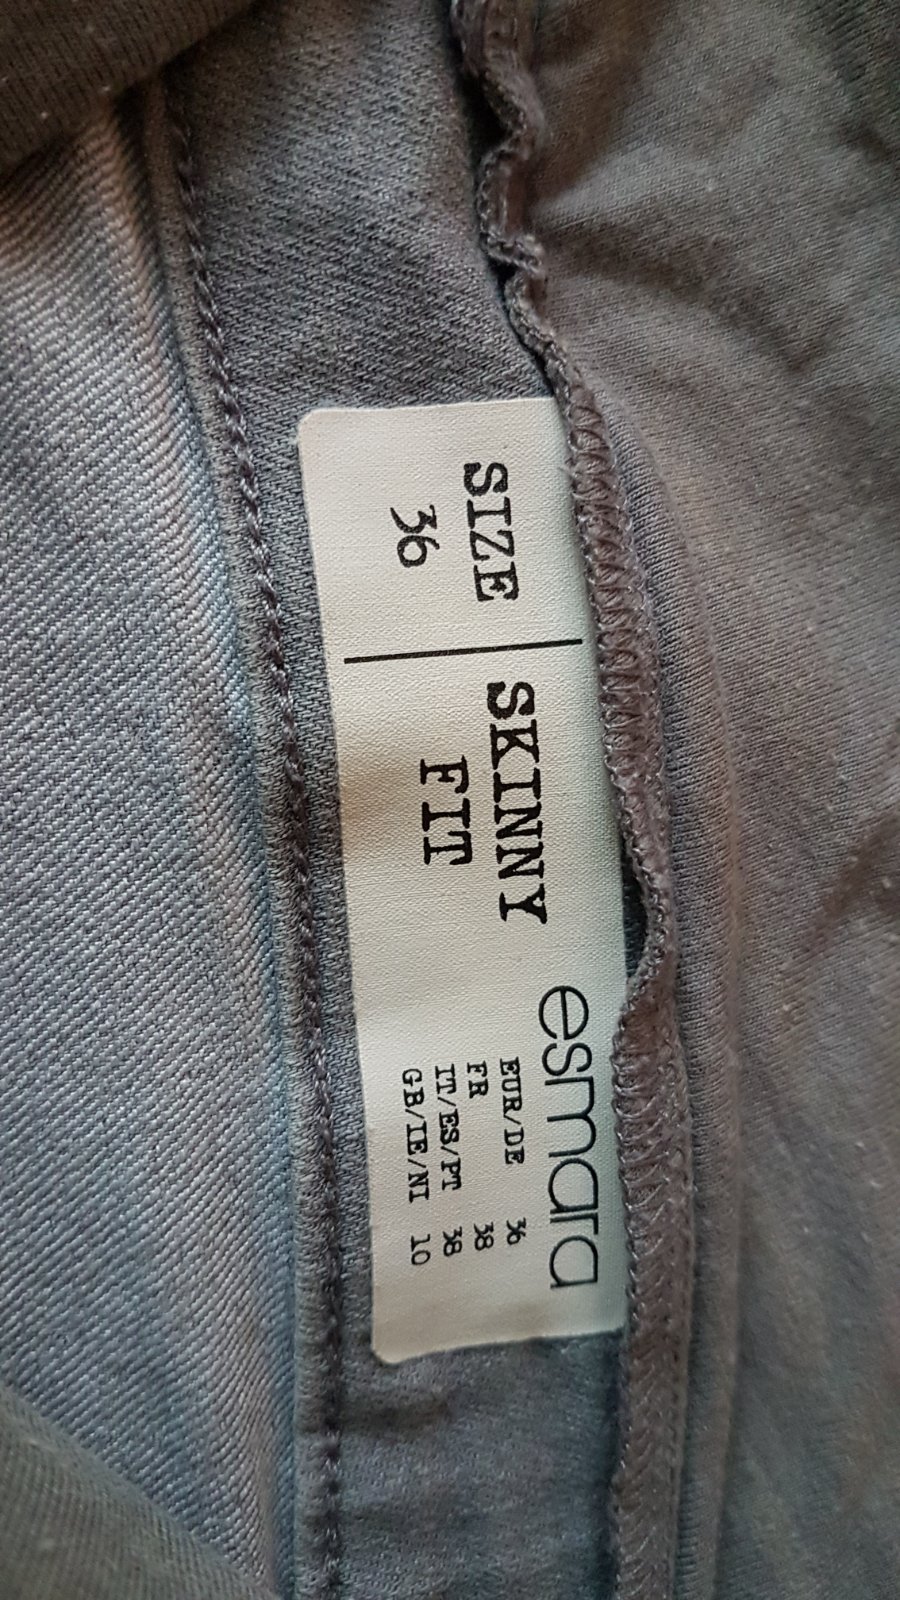 SIZE
36
SKINNY
FIT
esmara
EUR/DE 36
FR 38
IT/ES/PT 38
GB/IE/NI 10